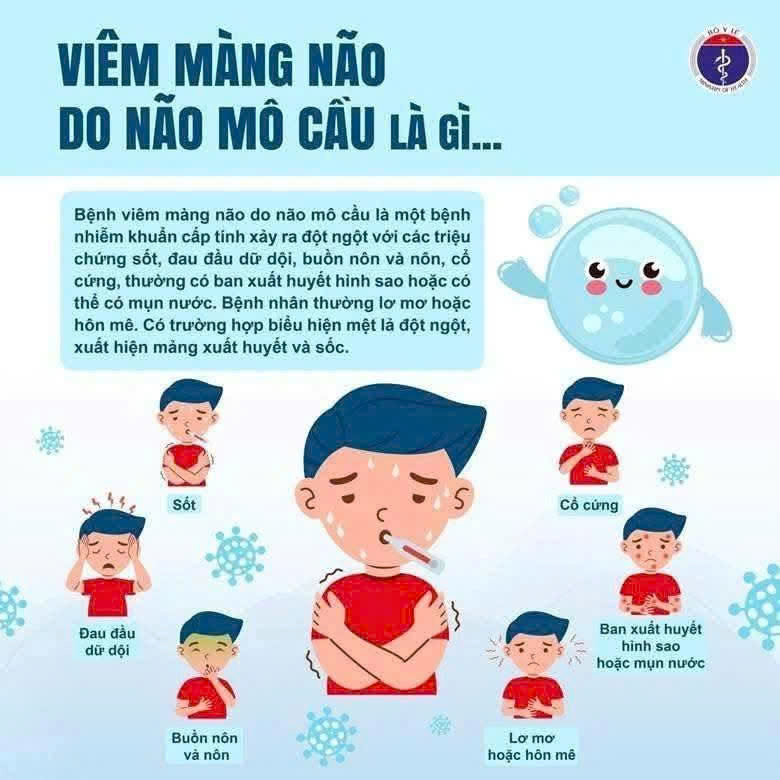 VIÊM MÀNG NÃO
DO NÃO MÔ CẦU LÀ GÌ...
BỘ Y TẾ
MINISTRY OF HEALTH
Bệnh viêm màng não do não mô cầu là một bệnh
nhiễm khuẩn cấp tính xảy ra đột ngột với các triệu
chứng sốt, đau đầu dữ dội, buồn nôn và nôn, cổ
cứng, thường có ban xuất huyết hình sao hoặc có
thể có mụn nước. Bệnh nhân thường lơ mơ hoặc
hôn mê. Có trường hợp biểu hiện mệt lả đột ngột,
xuất hiện mảng xuất huyết và sốc.
Sốt
Cổ cứng
Đau đầu
dữ dội
Ban xuất huyết
hình sao
hoặc mụn nước
Buồn nôn
và nôn
Lơ mơ
hoặc hôn mê